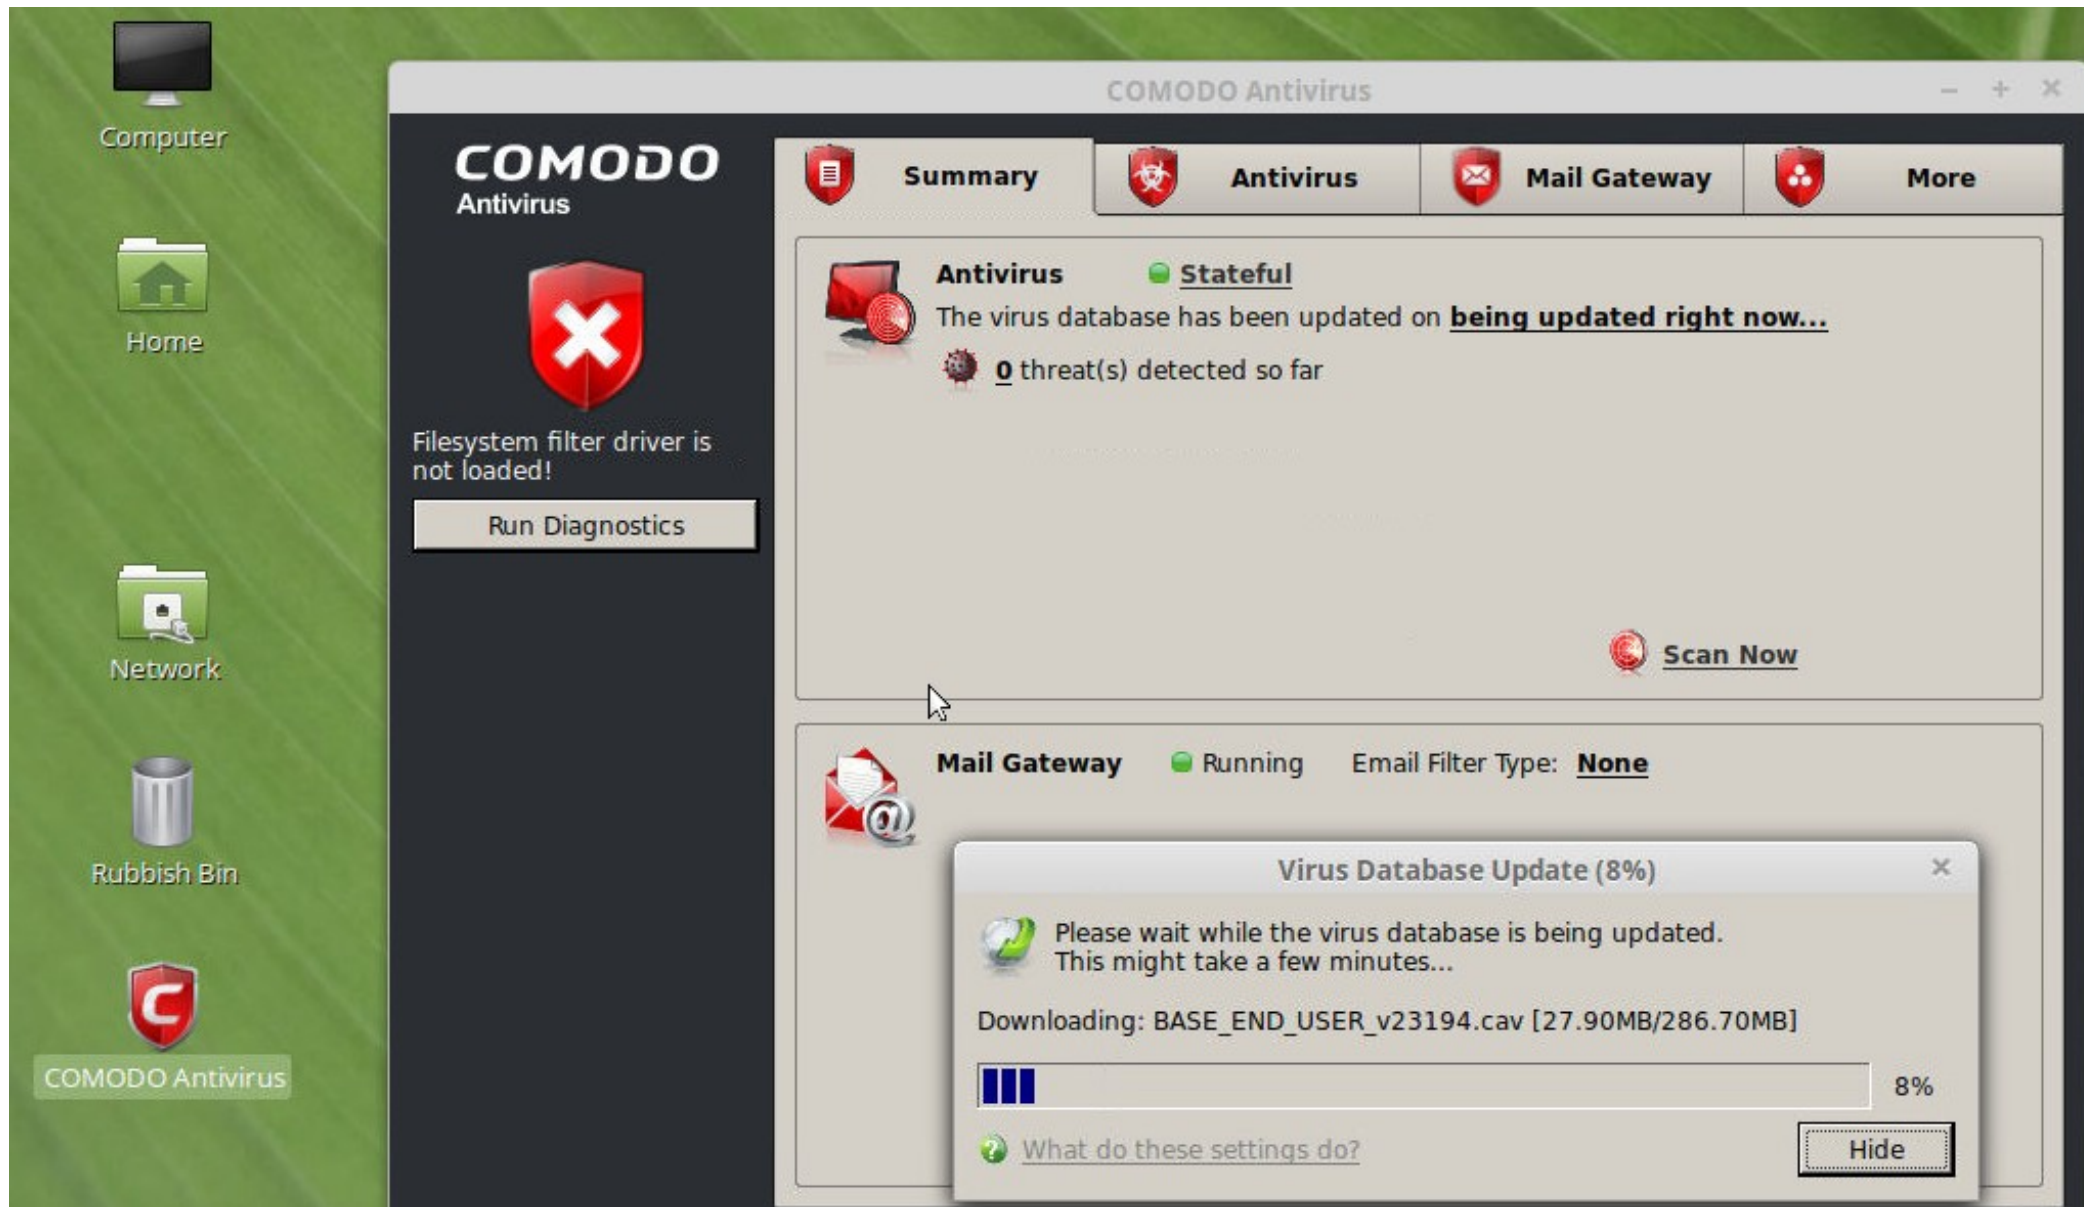 Computer
Home
Network
Rubbish Bin
COMODO Antivirus
COMODO Antivirus
COMODO
Antivirus
Filesystem filter driver is
not loaded!
Run Diagnostics
Summary
Antivirus
Mail Gateway
More
Antivirus Stateful
The virus database has been updated on being updated right now...
0 threat(s) detected so far
Scan Now
Mail Gateway Running Email Filter Type: None
Virus Database Update (8%)
Please wait while the virus database is being updated.
This might take a few minutes...
Downloading: BASE_END_USER_v23194.cav [27.90MB/286.70MB]
8%
What do these settings do?
Hide